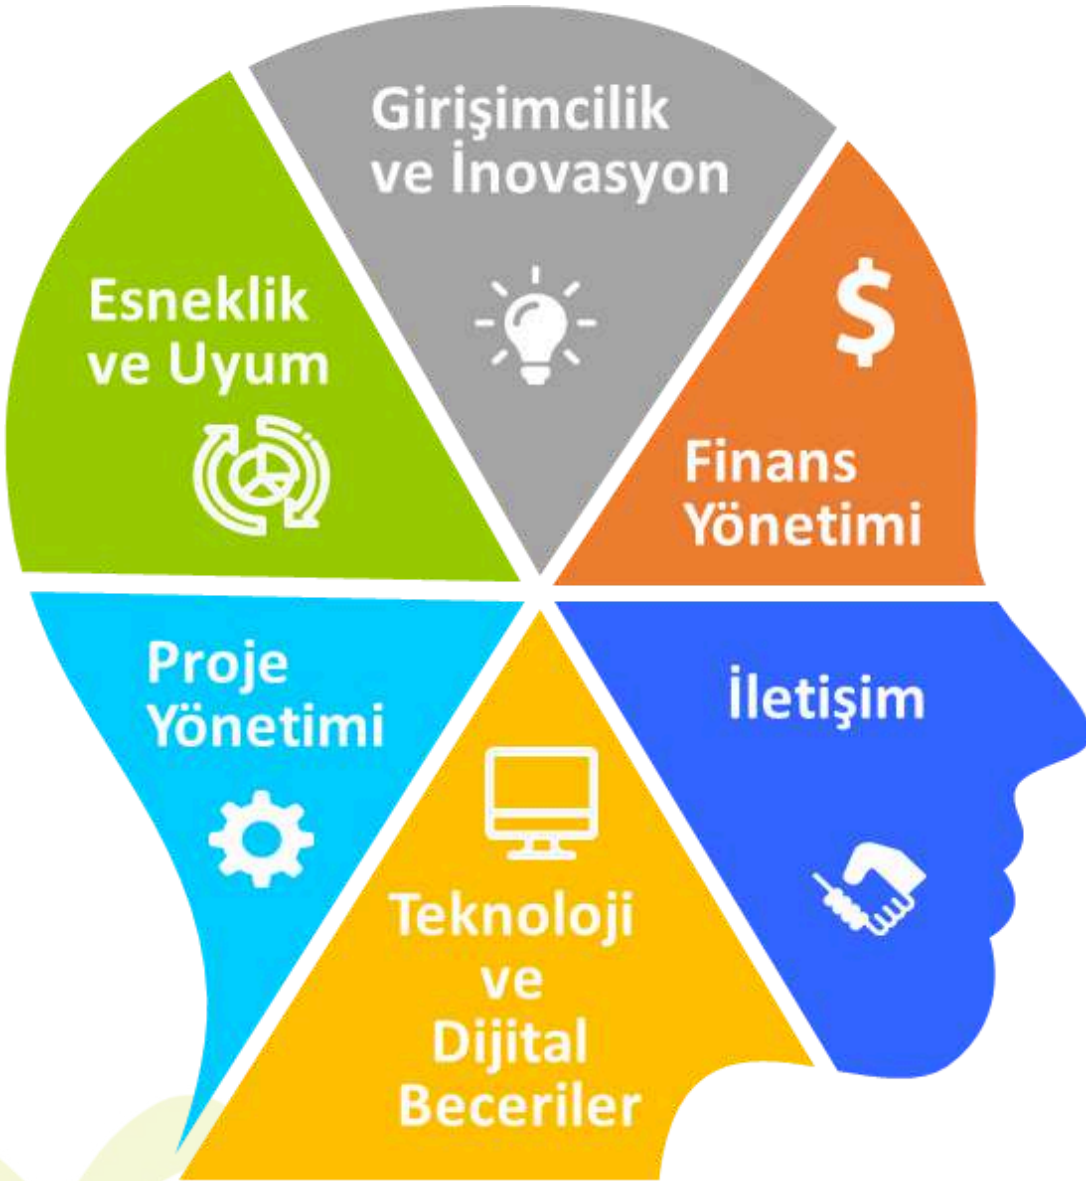 Girişimcilik
ve İnovasyon
Esneklik
ve Uyum
$
Finans
Yönetimi
Proje
Yönetimi
İletişim
Teknoloji
ve
Dijital
Beceriler